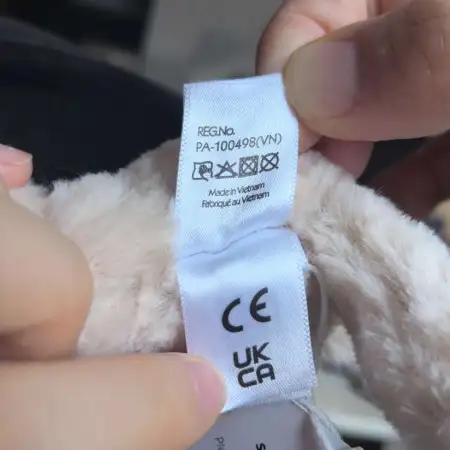 REG.No.
PA-100498(VN)
Made in Vietnam
Fabriqué au Vietnam
CE
UK
CA